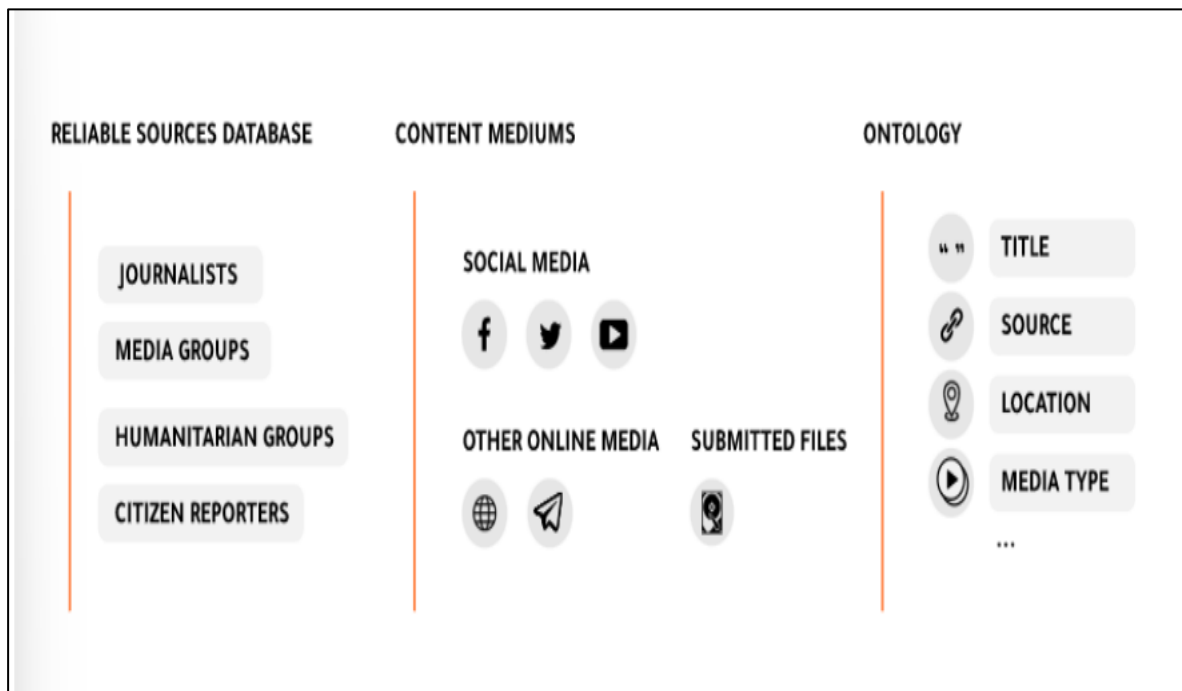 RELIABLE SOURCES DATABASE
JOURNALISTS
MEDIA GROUPS
HUMANITARIAN GROUPS
CITIZEN REPORTERS
CONTENT MEDIUMS
SOCIAL MEDIA
OTHER ONLINE MEDIA
SUBMITTED FILES
ONTOLOGY
TITLE
SOURCE
LOCATION
MEDIA TYPE
...